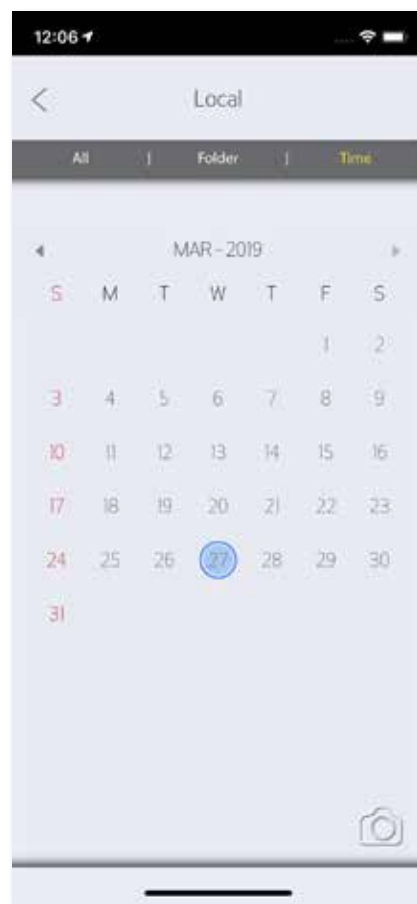 12:06
Local
All | Folder | Time
MAR - 2019
S M T W T F S
1 2
3 4 5 6 7 8 9
10 11 12 13 14 15 16
17 18 19 20 21 22 23
24 25 26 27 28 29 30
31